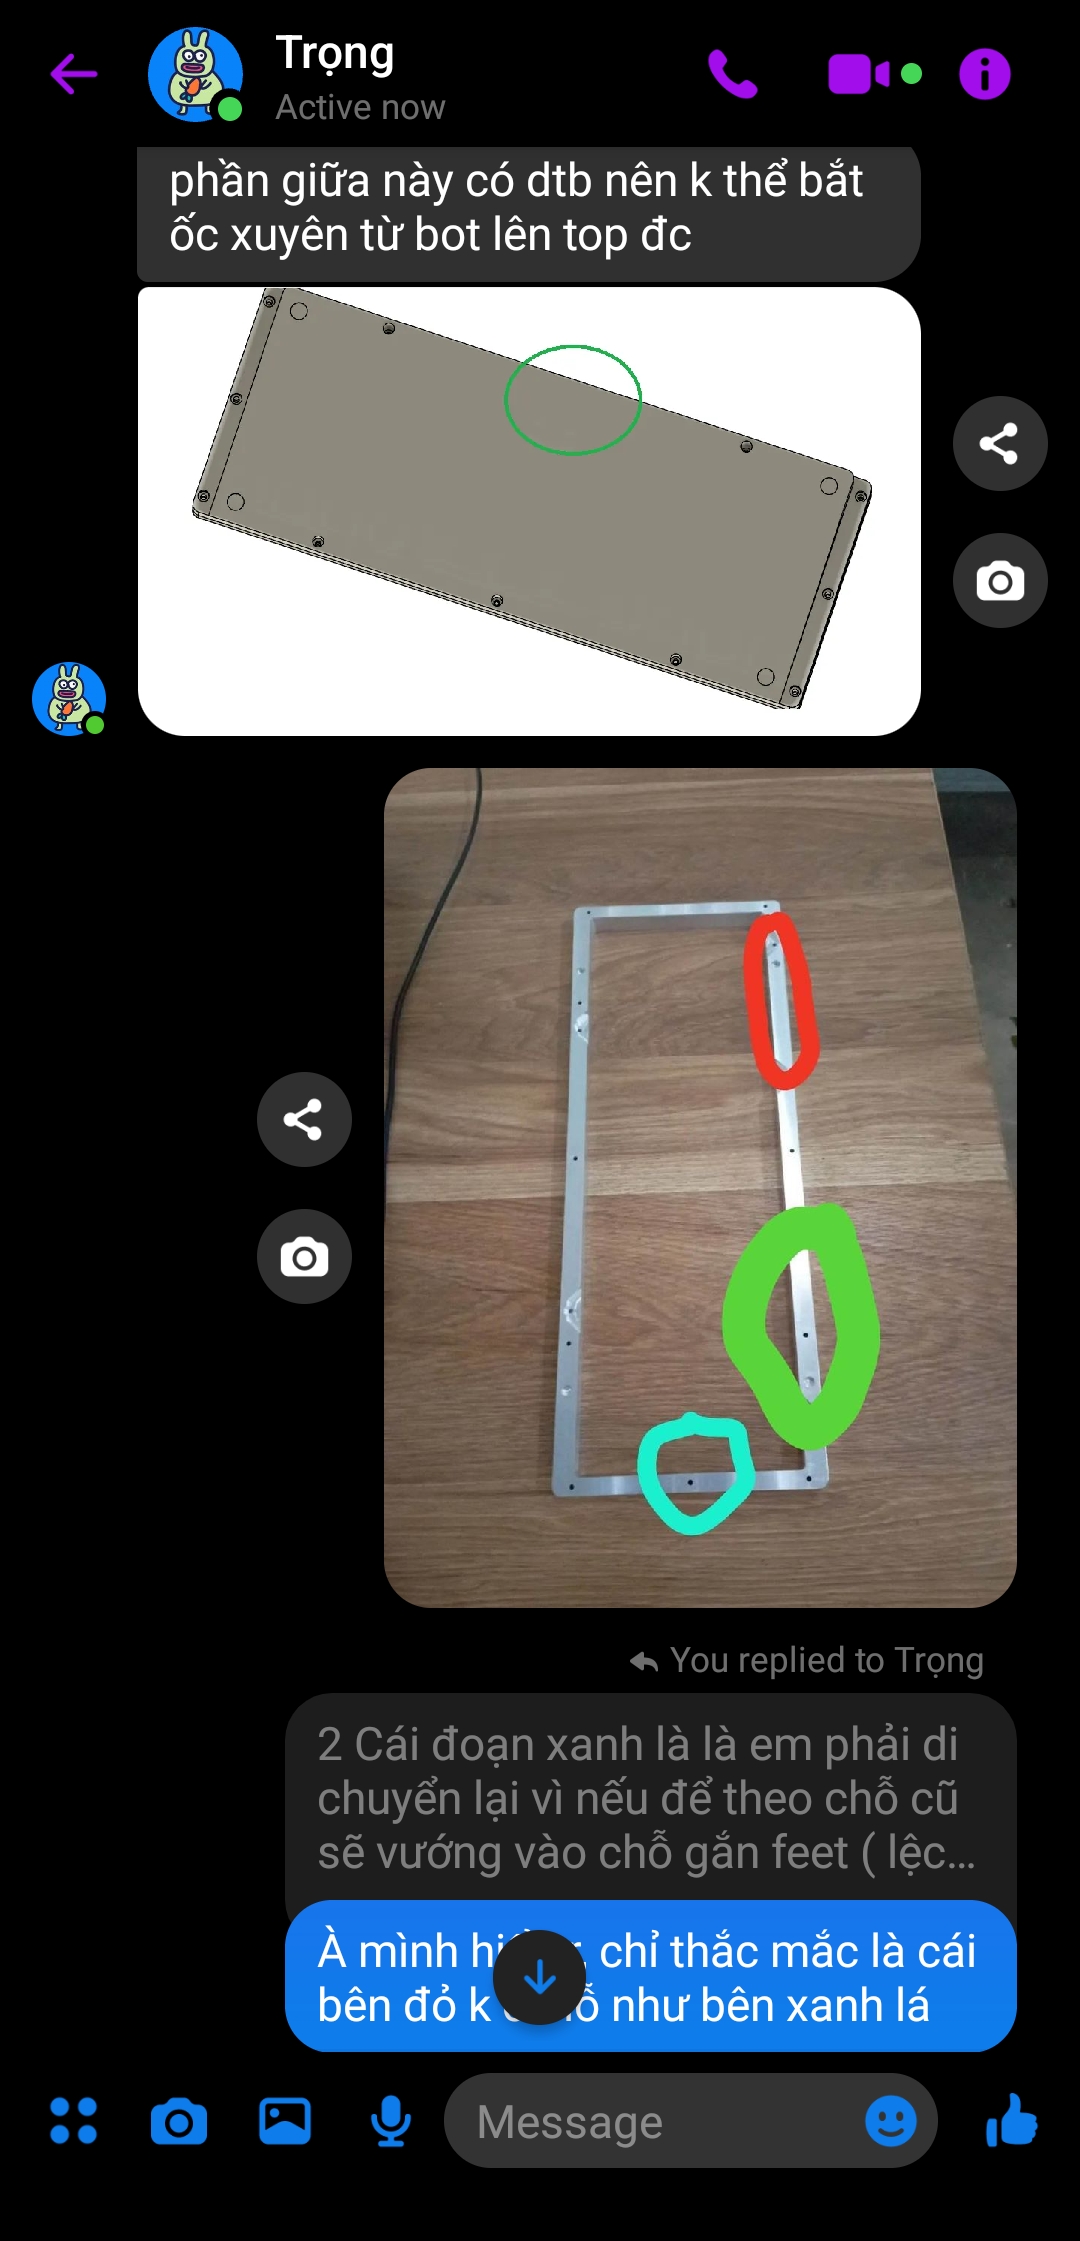 Trọng
Active now
phần giữa này có dtb nên k thể bắt
ốc xuyên từ bot lên top đc
You replied to Trọng
2 Cái đoạn xanh là là em phải di
chuyển lại vì nếu để theo chỗ cũ
sẽ vướng vào chỗ gắn feet ( lệc...
À mình chỉ thắc mắc là cái
bên đỏ k như bên xanh lá
Message